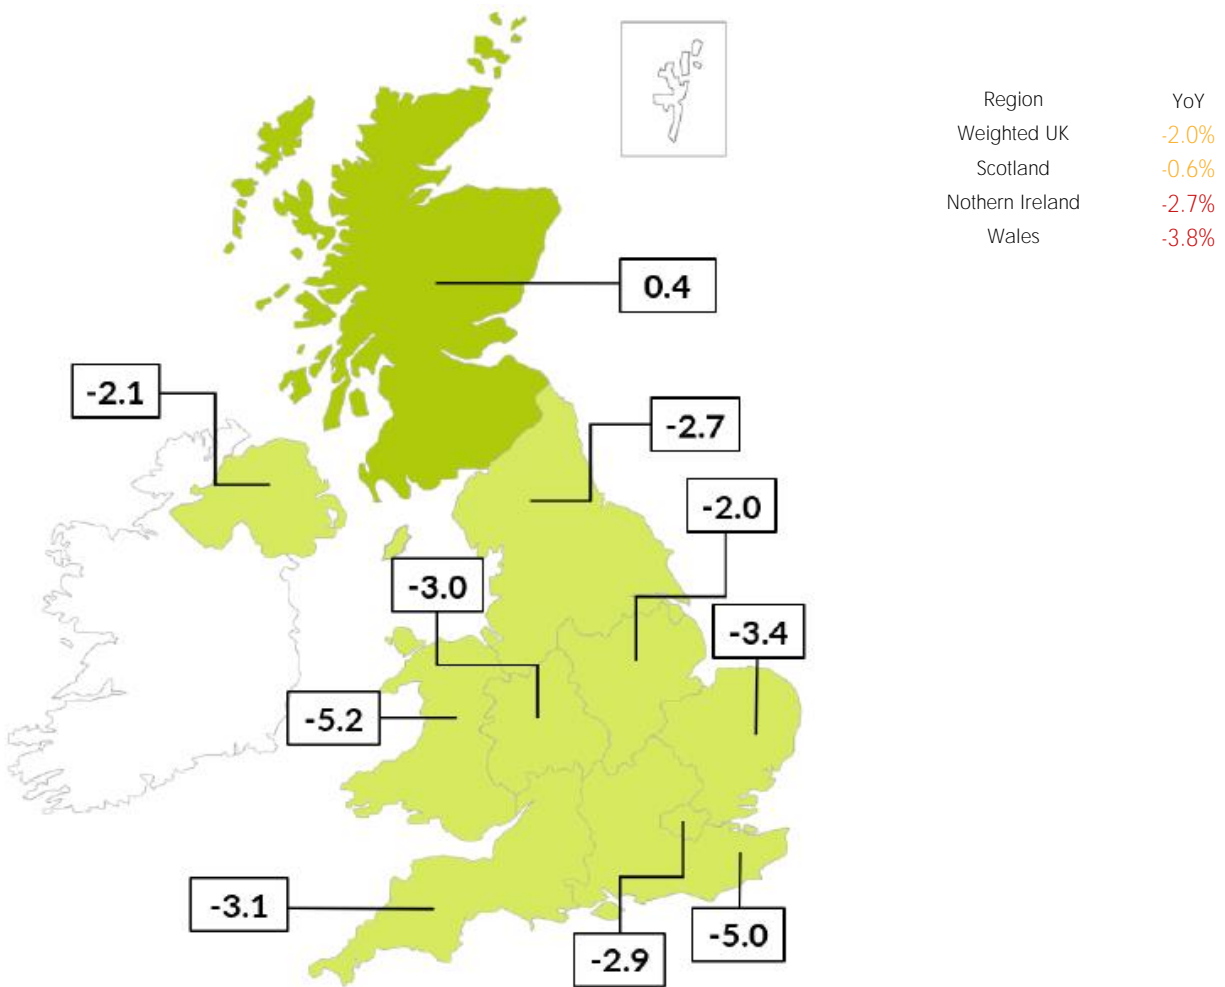 Region YoY
Weighted UK -2.0%
Scotland -0.6%
Nothern Ireland -2.7%
Wales -3.8%
0.4
-2.1
-2.7
-2.0
-3.0
-3.4
-5.2
-3.1
-5.0
-2.9